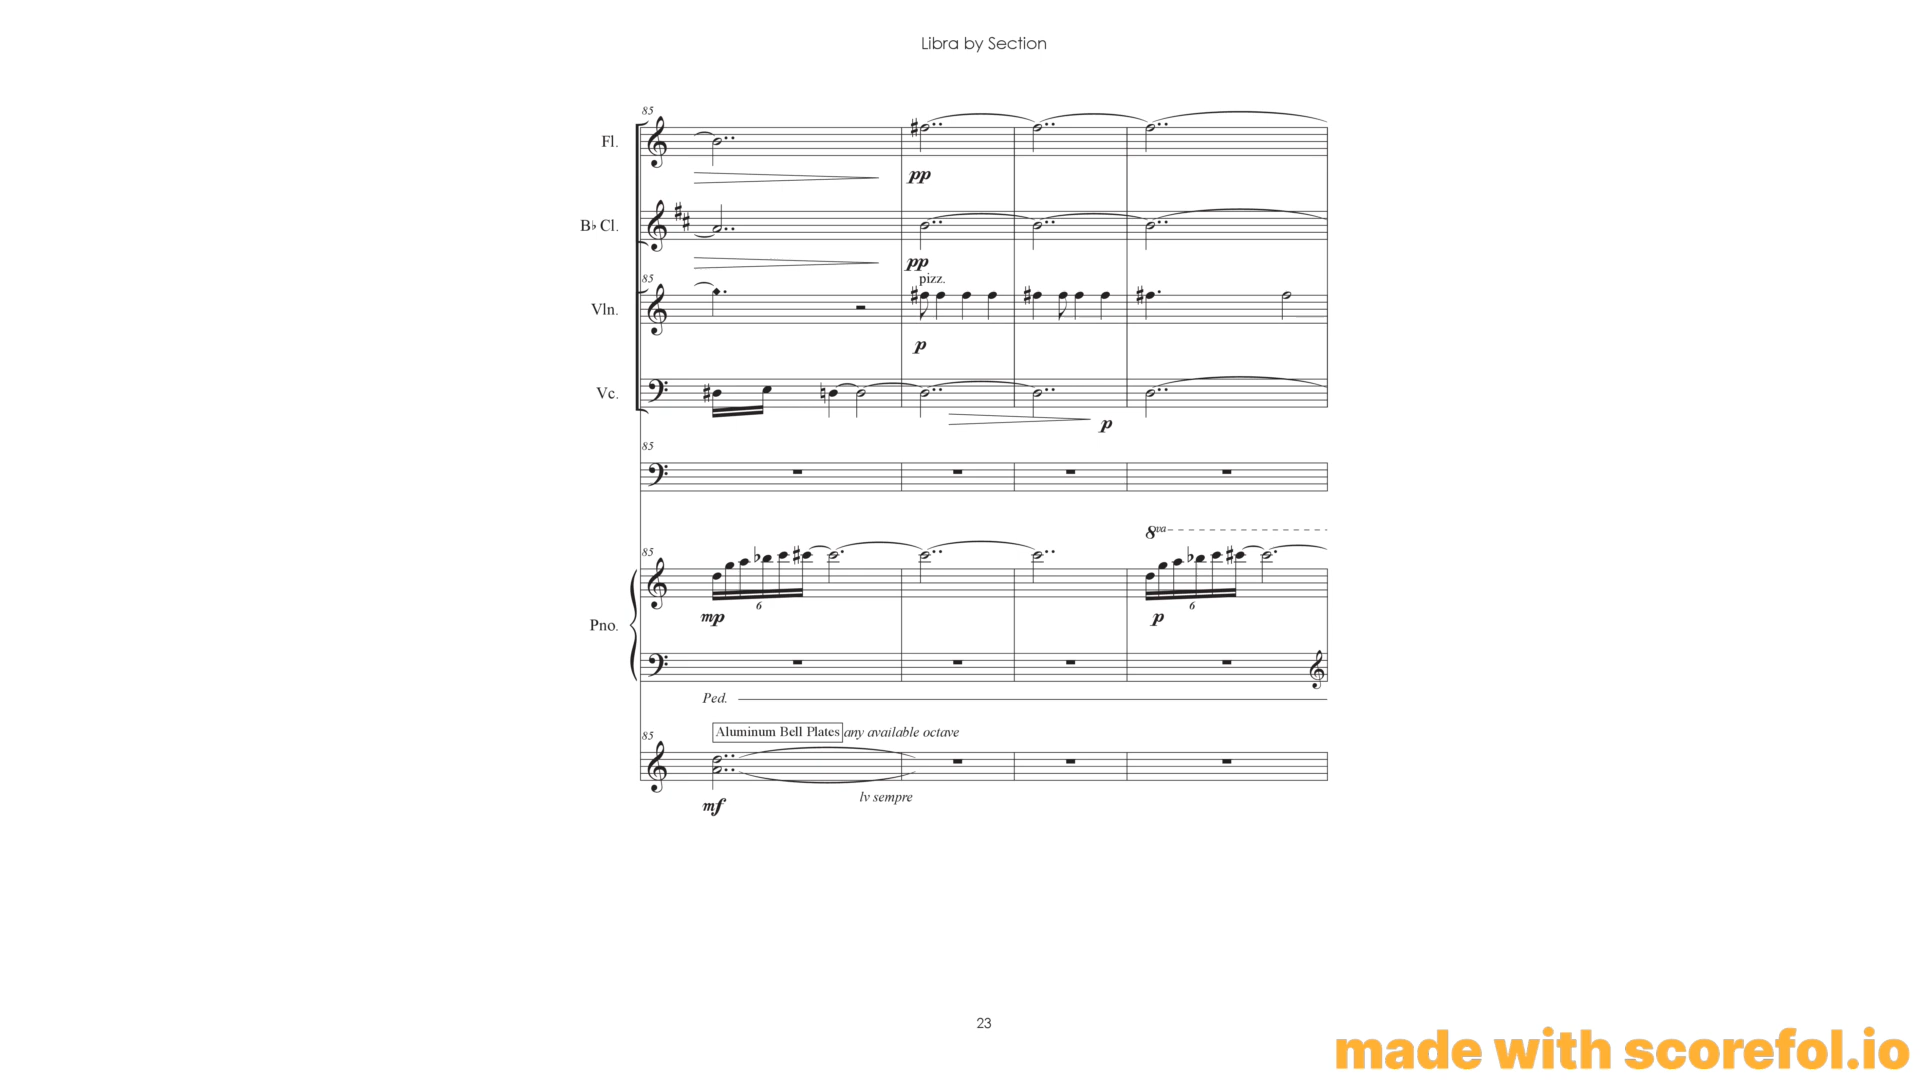 Libra by Section
85
Fl.
pp
B♭ Cl.
pp
85
pizz.
Vln.
p
Vc.
p
85
8va
85
6
6
mp
p
Pno.
Ped.
Aluminum Bell Plates any available octave
85
lv sempre
mf
23
made with scorefol.io